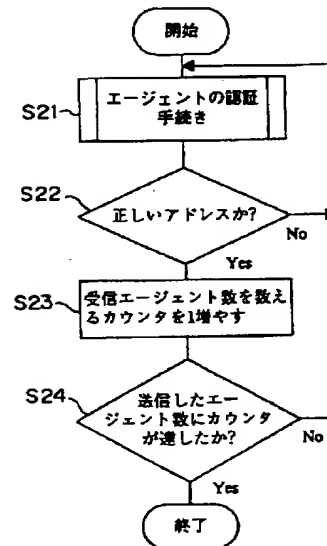 開始
S21
エージェントの認証
手続き
S22
正しいアドレスか?
No
Yes
S23
受信エージェント数を数え
るカウンタを1増やす
S24
送信したエー
ジェント数にカウンタ
が達したか?
No
Yes
終了